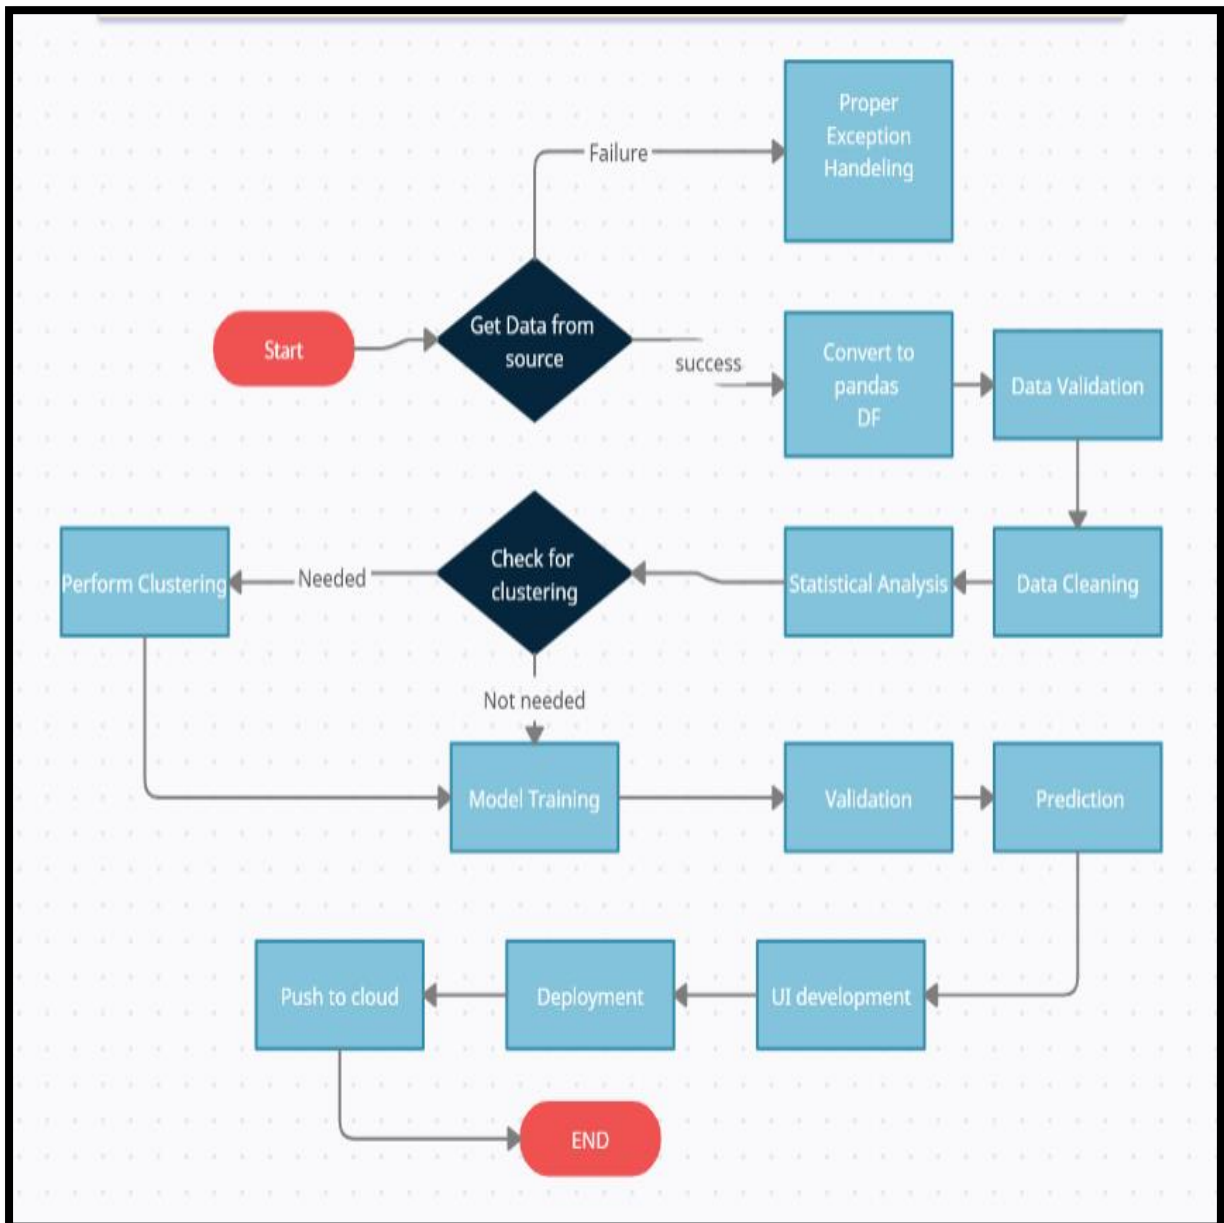 Proper
Exception
Handeling
Failure
Start
Get Data from
source
success
Convert to
pandas
DF
Data Validation
Perform Clustering
Needed
Check for
clustering
Statistical Analysis
Data Cleaning
Not needed
Model Training
Validation
Prediction
Push to cloud
Deployment
UI development
END